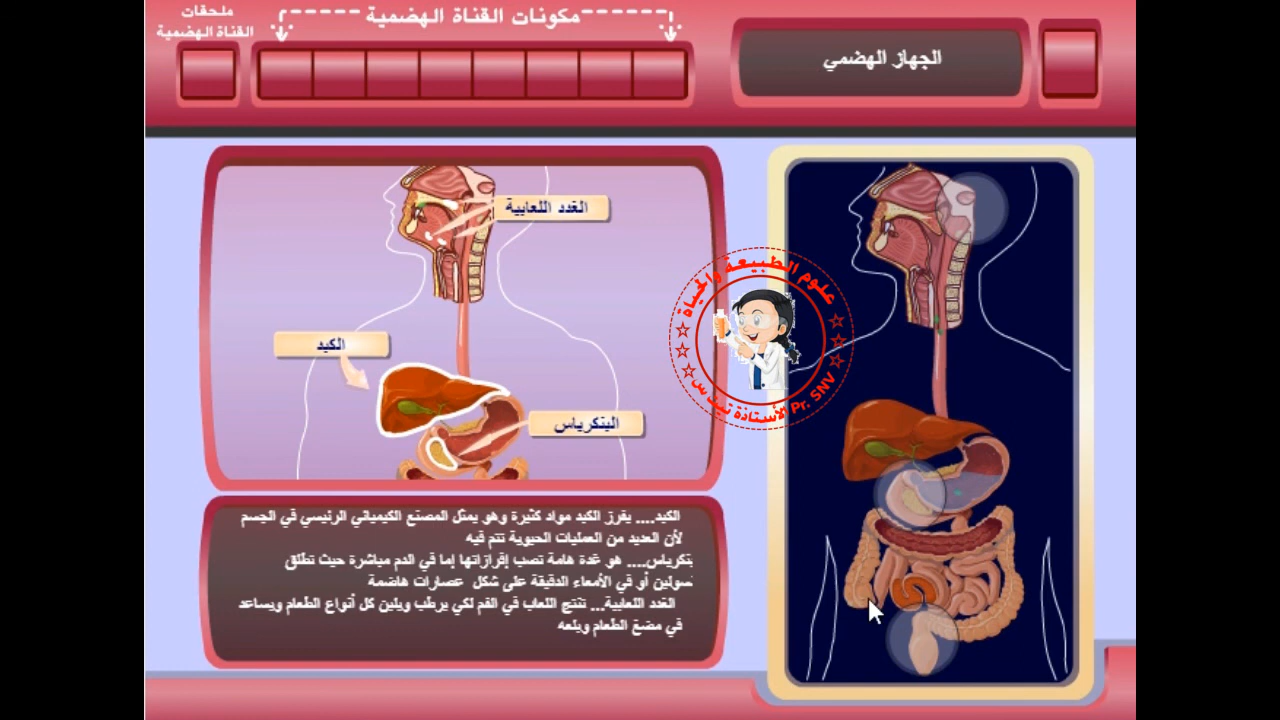 ملحقات
القناة الهضمية
مكونات القناة الهضمية
الجهاز الهضمي
الغدد اللعابية
الكبد
البنكرياس
علوم الطبيعة والحياة
Pr. SNV الأستاذة تيت س
الكبد.... يفرز الكبد مواد كثيرة وهو يمثل المصنع الكيميائي الرئيسي في الجسم
لأن العديد من العمليات الحيوية تتم فيه
نكرياس.... هو غدة هامة تصب إفرازاتها إما في الدم مباشرة حيث تطلق
نسولين أو في الأمعاء الدقيقة على شكل عصارات هاضمة
الغدد اللعابية... تنتج اللعاب في الفم لكي يرطب ويلين كل أنواع الطعام ويساعد
في مضغ الطعام وبلعه